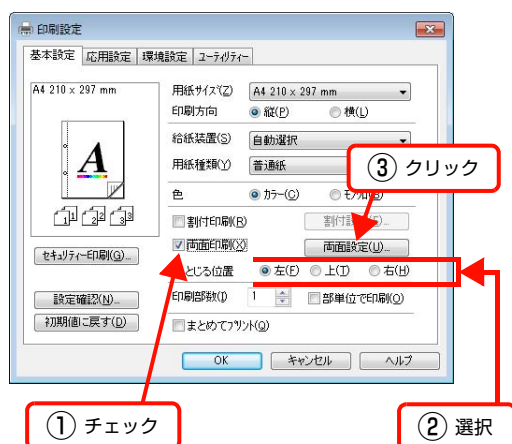 印刷設定
基本設定 応用設定 環境設定 ユーティリティー
A4 210 x 297 mm
用紙サイズ(Z) A4 210 x 297 mm
印刷方向 縦(P) 横(L)
給紙装置(S) 自動選択
用紙種類(Y) 普通紙
③ クリック
A
色 カラー(C)
割付印刷(R)
1 2 3
両面印刷(X) 両面設定(U)...
セキュリティー印刷(G)...
とじる位置 左(F) 上(T) 右(H)
設定確認(N)...
印刷部数(I) 1 部単位で印刷(O)
初期値に戻す(D)
まとめてプリント(Q)
OK キャンセル ヘルプ
① チェック
② 選択